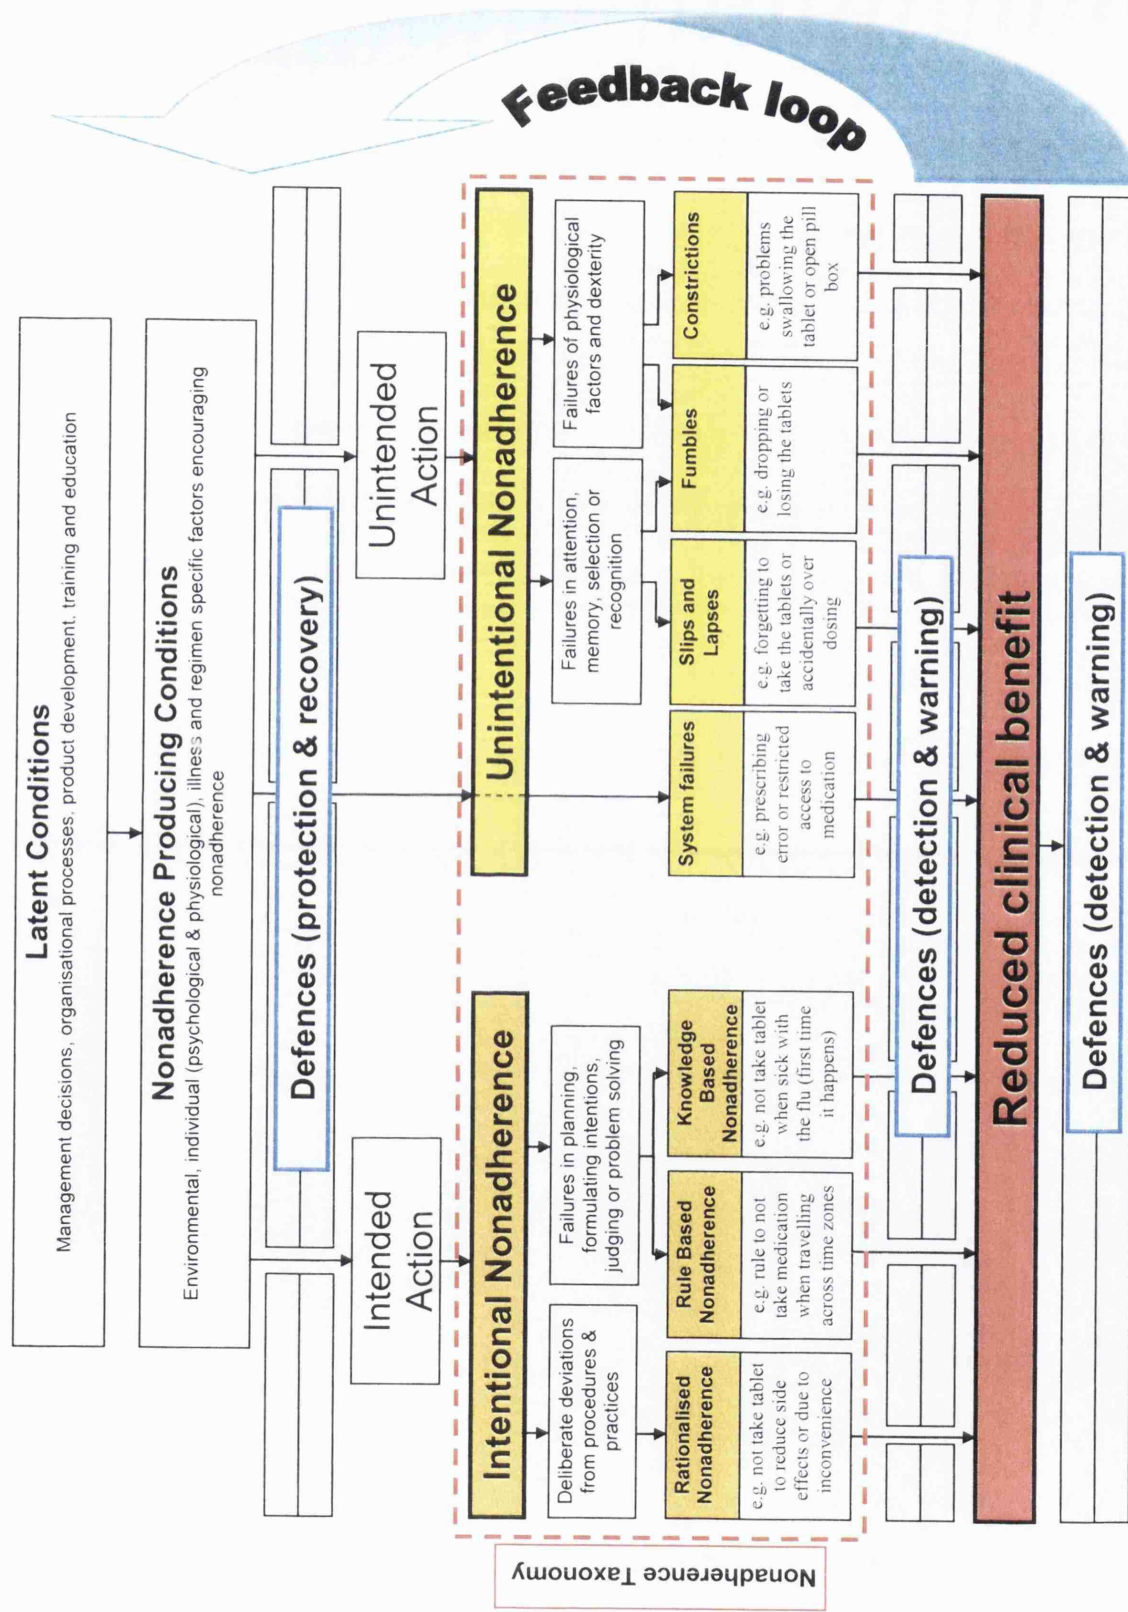 Latent Conditions
Management decisions, organisational processes, product development, training and education
Nonadherence Producing Conditions
Environmental, individual (psychological & physiological), illness and regimen specific factors encouraging
nonadherence
Defences (protection & recovery)
Intended
Action
Unintended
Action
Nonadherence Taxonomy
Intentional Nonadherence
Deliberate deviations
from procedures &
practices
Failures in planning,
formulating intentions,
judging or problem solving
Rationalised
Nonadherence
e.g. not take tablet
to reduce side
effects or due to
inconvenience
Rule Based
Nonadherence
e.g. rule to not
take medication
when travelling
across time zones
Knowledge
Based
Nonadherence
e.g. not take tablet
when sick with
the flu (first time
it happens)
Unintentional Nonadherence
Failures in attention,
memory, selection or
recognition
Failures of physiological
factors and dexterity
System failures
e.g. prescribing
error or restricted
access to
medication
Slips and
Lapses
e.g. forgetting to
take the tablets or
accidentally over
dosing
Fumbles
e.g. dropping or
losing the tablets
Constrictions
e.g. problems
swallowing the
tablet or open pill
box
Feedback loop
Defences (detection & warning)
Reduced clinical benefit
Defences (detection & warning)